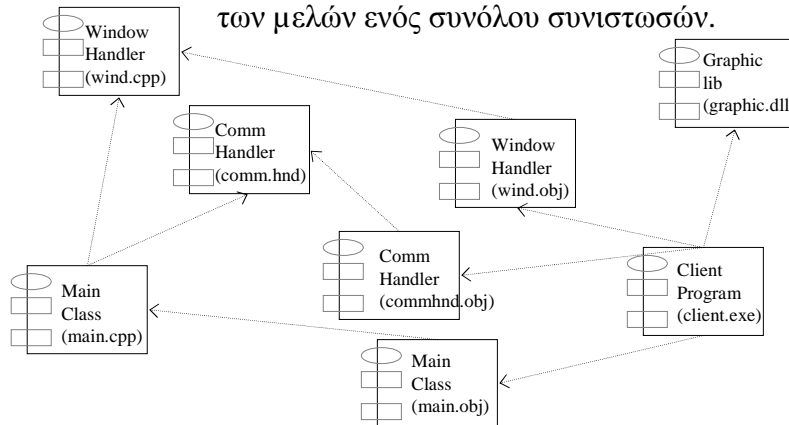 των μελών ενός συνόλου συνιστωσών.
Window
Handler
(wind.cpp)
Graphic
lib
(graphic.dll
Comm
Handler
(comm.hnd)
Window
Handler
(wind.obj)
Comm
Handler
(commhnd.obj)
Client
Program
(client.exe)
Main
Class
(main.cpp)
Main
Class
(main.obj)